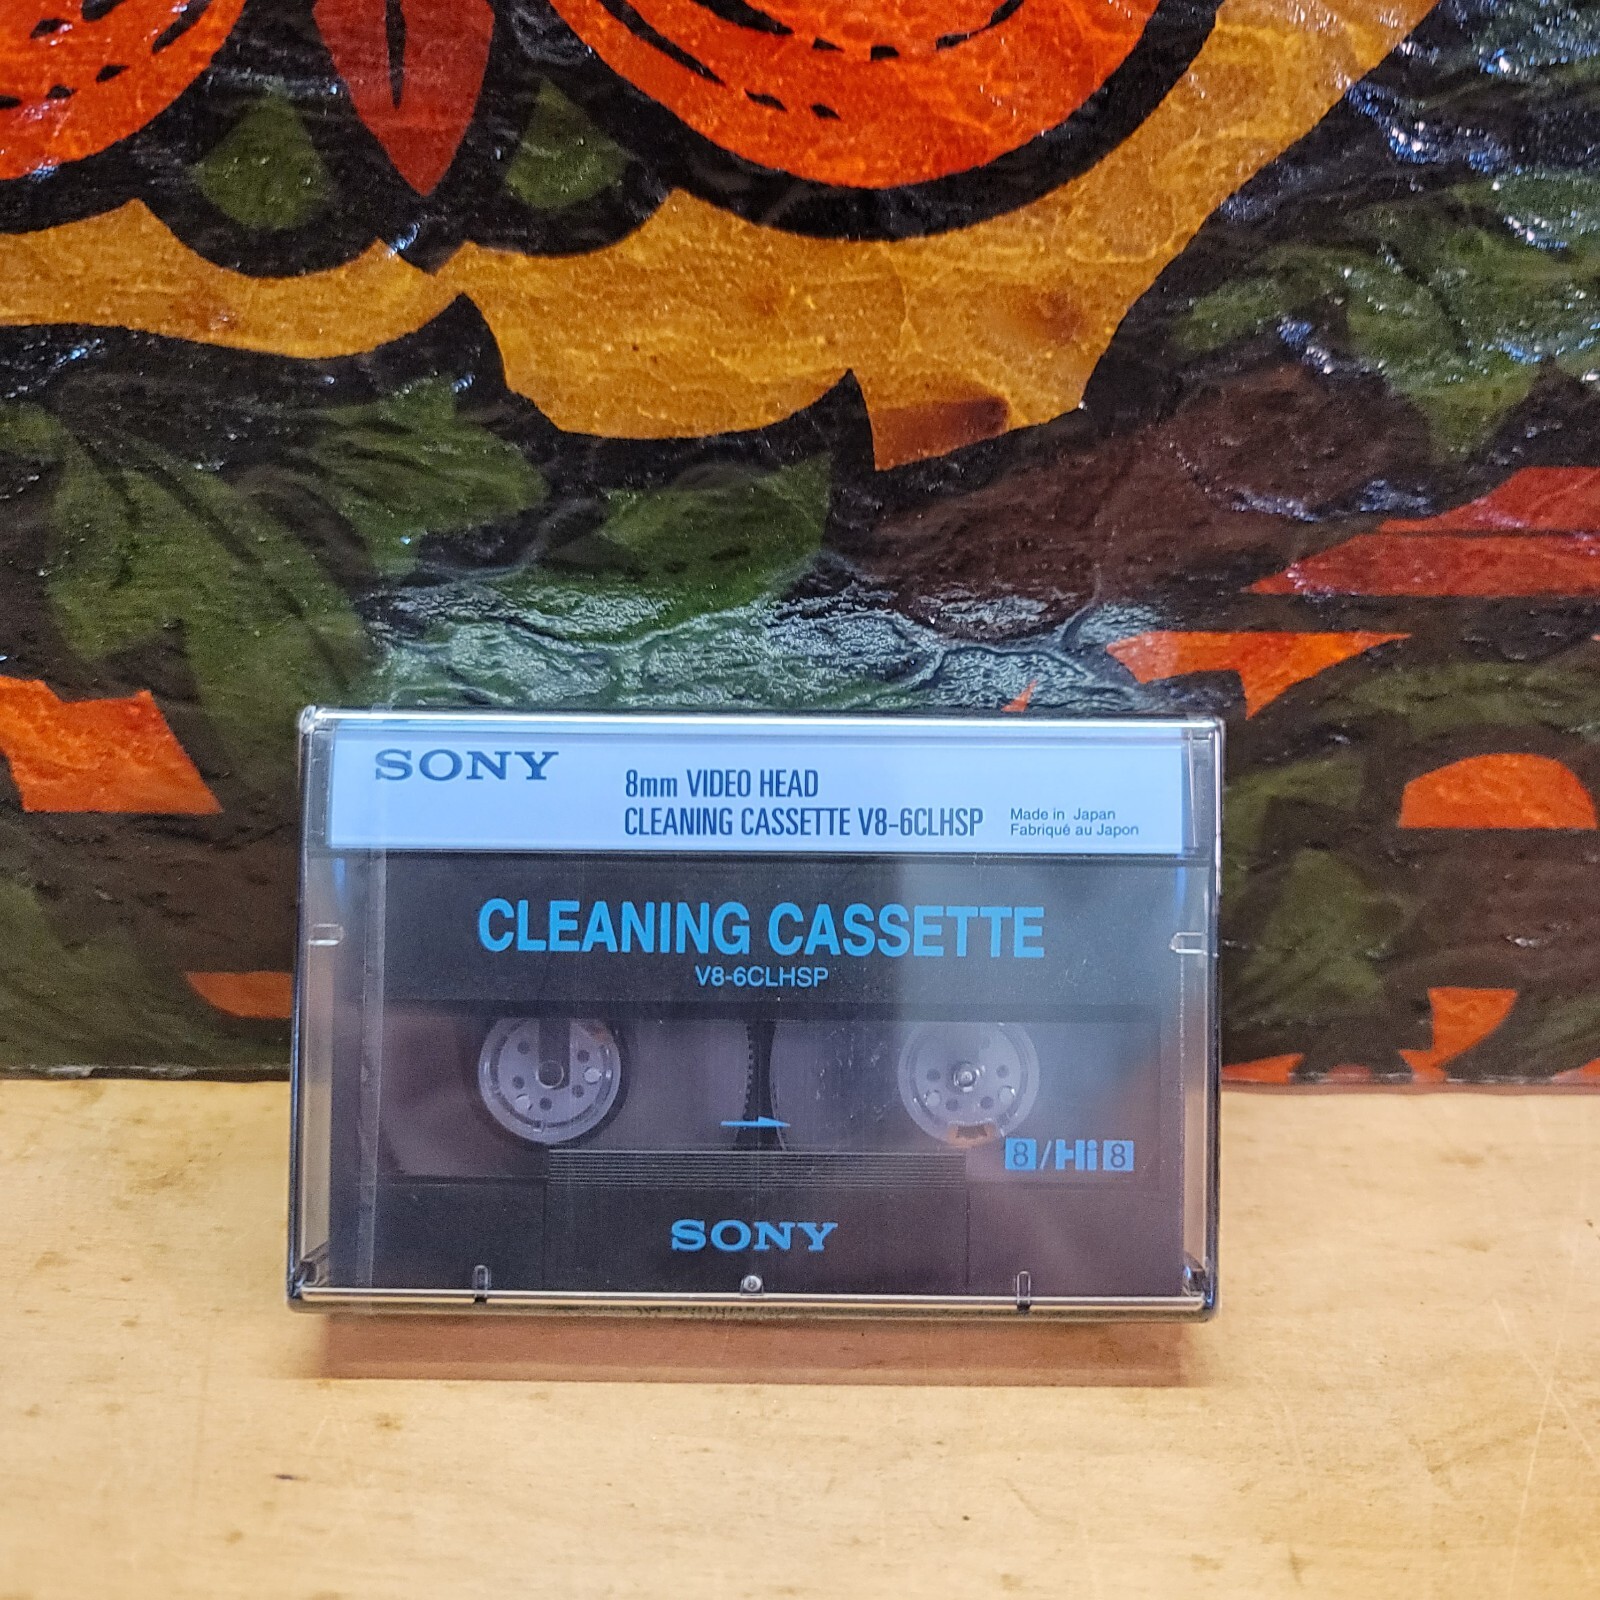 SONY
8mm VIDEO HEAD
CLEANING CASSETTE V8-6CLHSP
Made in Japan
Fabriqué au Japon
CLEANING CASSETTE
V8-6CLHSP
8/Hi8
SONY